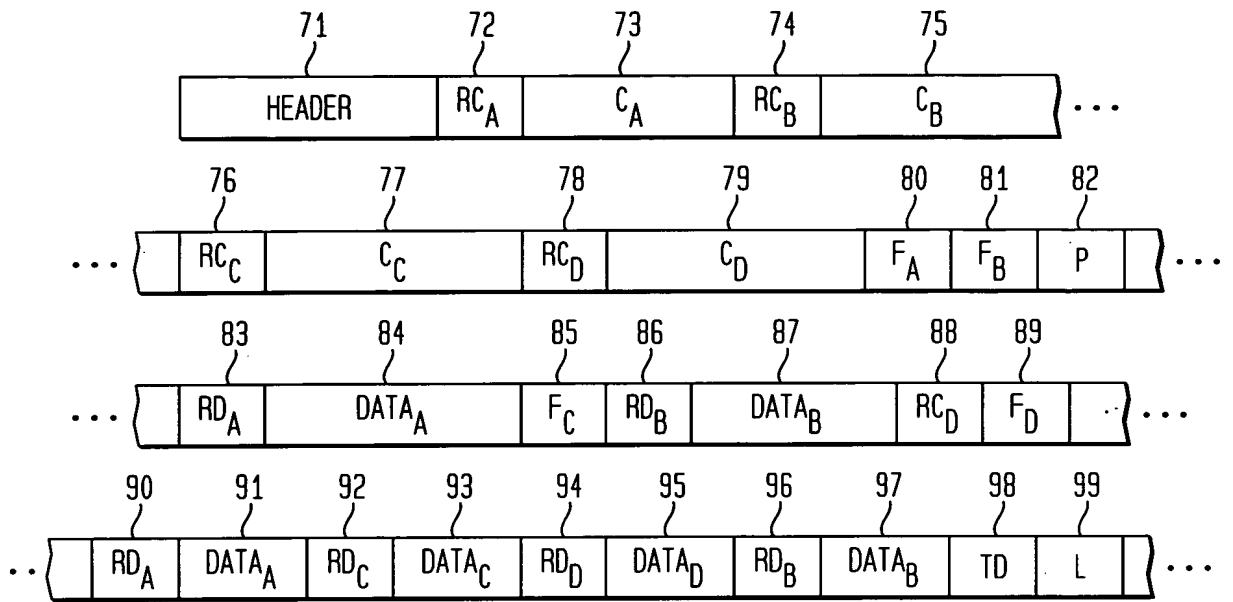 71 72 73 74 75
HEADER RC_A C_A RC_B C_B ...
76 77 78 79 80 81 82
... RC_C C_C RC_D C_D F_A F_B P ...
83 84 85 86 87 88 89
... RD_A DATA_A F_C RD_B DATA_B RC_D F_D ...
90 91 92 93 94 95 96 97 98 99
.. RD_A DATA_A RD_C DATA_C RD_D DATA_D RD_B DATA_B TD L ...